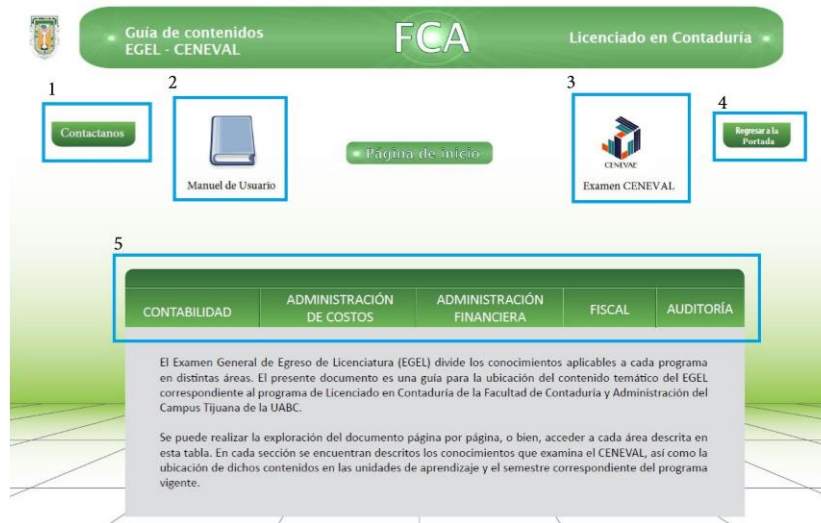 Guía de contenidos
EGEL - CENEVAL
FCA
Licenciado en Contaduría
1
2
3
4
Contactanos
Manuel de Usuario
Página de inicio
CENEVAL
Examen CENEVAL
Regresar a la
Portada
5
CONTABILIDAD
ADMINISTRACIÓN
DE COSTOS
ADMINISTRACIÓN
FINANCIERA
FISCAL
AUDITORÍA
El Examen General de Egreso de Licenciatura (EGEL) divide los conocimientos aplicables a cada programa
en distintas áreas. El presente documento es una guía para la ubicación del contenido temático del EGEL
correspondiente al programa de Licenciado en Contaduría de la Facultad de Contaduría y Administración del
Campus Tijuana de la UABC.
Se puede realizar la exploración del documento página por página, o bien, acceder a cada área descrita en
esta tabla. En cada sección se encuentran descritos los conocimientos que examina el CENEVAL, así como la
ubicación de dichos contenidos en las unidades de aprendizaje y el semestre correspondiente del programa
vigente.